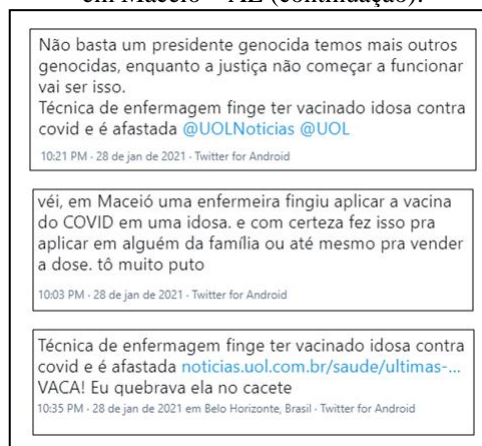 em Maceió – AL (continuação).
Não basta um presidente genocida temos mais outros
genocidas, enquanto a justiça não começar a funcionar
vai ser isso.
Técnica de enfermagem finge ter vacinado idosa contra
covid e é afastada @UOLNoticias @UOL
10:21 PM · 28 de jan de 2021 · Twitter for Android
véi, em Maceió uma enfermeira fingiu aplicar a vacina
do COVID em uma idosa. e com certeza fez isso pra
aplicar em alguém da família ou até mesmo pra vender
a dose. tô muito puto
10:03 PM · 28 de jan de 2021 · Twitter for Android
Técnica de enfermagem finge ter vacinado idosa contra
covid e é afastada noticias.uol.com.br/saude/ultimas-...
VACA! Eu quebrava ela no cacete
10:35 PM · 28 de jan de 2021 em Belo Horizonte, Brasil · Twitter for Android